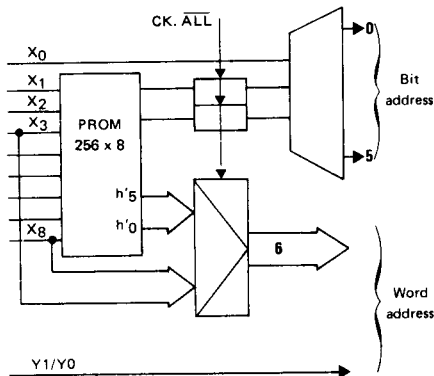 CK. A̅L̅L̅
X0
X1
X2
X3
PROM
256 x 8
h'5
h'0
X8
0
Bit
address
5
6
Word
address
Y1/Y0